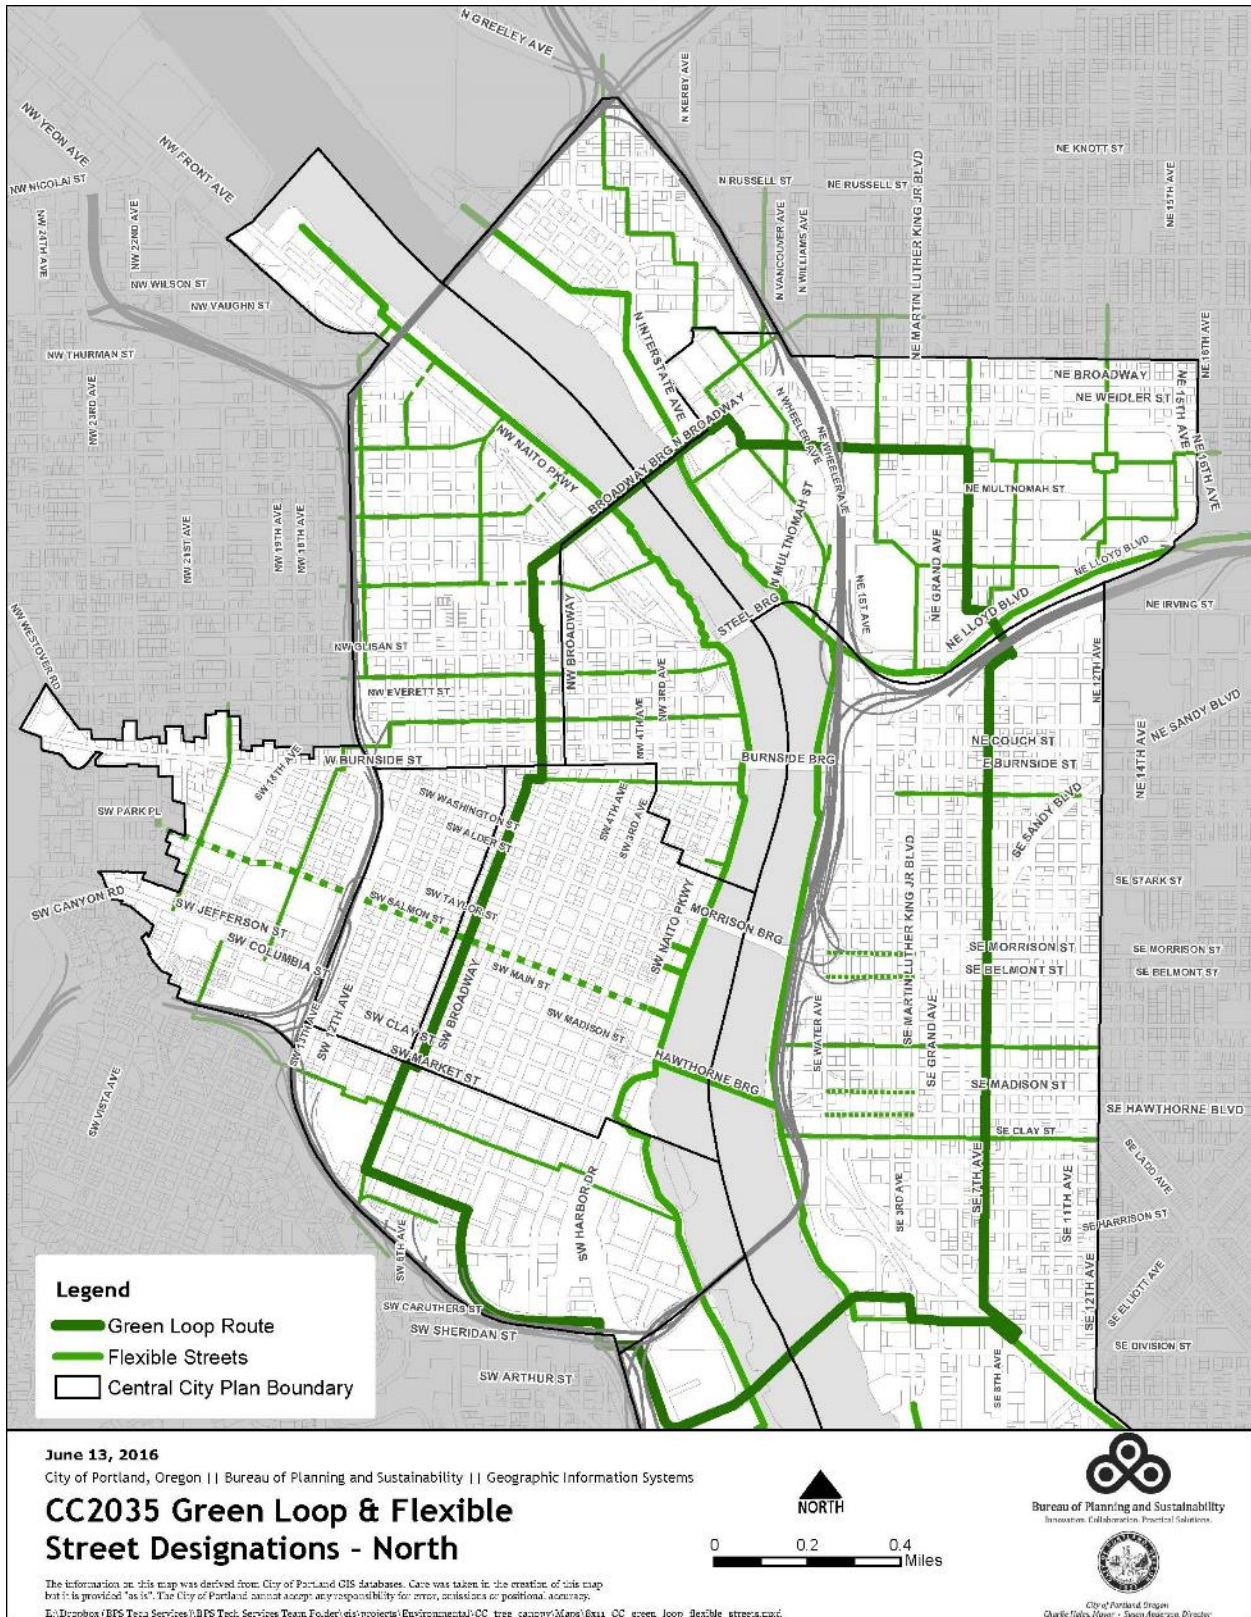 N GREELEY AVE
N KERBY AVE
NW YEON AVE
NW FRONT AVE
NW NICOLAI ST
NE KNOTT ST
N RUSSELL ST
NE RUSSELL ST
NE 15TH AVE
NW 24TH AVE
NW 22ND AVE
N VANCOUVER AVE
N WILLIAMS AVE
NE MARTIN LUTHER KING JR BLVD
NW WILSON ST
NW VAUGHN ST
NW THURMAN ST
N INTERSTATE AVE
NE 16TH AVE
NE BROADWAY
NE WEIDLER ST
NE 15TH AVE
NW 23RD AVE
N WHEELER AVE
NE WHEELER AVE
NE 16TH AVE
NW NAITO PKWY
BROADWAY BRG
N BROADWAY
NE MULTNOMAH ST
N MULTNOMAH ST
NW 21ST AVE
NW 19TH AVE
NW 18TH AVE
NE GRAND AVE
NE LLOYD BLVD
NE 1ST AVE
NE LLOYD BLVD
NE IRVING ST
STEEL BRG
NW BROADWAY
NW GLISAN ST
NW WESTOVER RD
NW EVERETT ST
NW 3RD AVE
NW 4TH AVE
NE 12TH AVE
NE SANDY BLVD
NE COUCH ST
E BURNSIDE ST
NE 14TH AVE
W BURNSIDE ST
BURNSIDE BRG
SW 18TH AVE
SW PARK PL
SW WASHINGTON ST
SW ALDER ST
SW 4TH AVE
SW 3RD AVE
SE SANDY BLVD
SE MARTIN LUTHER KING JR BLVD
SE STARK ST
SW CANYON RD
SW JEFFERSON ST
SW COLUMBIA ST
SW TAYLOR ST
SW SALMON ST
SW NAITO PKWY
MORRISON BRG
SE MORRISON ST
SE BELMONT ST
SE MORRISON ST
SE BELMONT ST
SW MAIN ST
SW BROADWAY
SW 12TH AVE
SW 13TH AVE
SW MADISON ST
SW CLAY ST
SW MARKET ST
SE WATER AVE
SE GRAND AVE
HAWTHORNE BRG
SE MADISON ST
SW VISTA AVE
SE HAWTHORNE BLVD
SE CLAY ST
SE LADD AVE
SE 7TH AVE
SE 3RD AVE
SE 11TH AVE
SE HARRISON ST
SW HARBOR DR
SW 6TH AVE
SE 12TH AVE
SE ELLIOTT AVE
SE DIVISION ST
SE 8TH AVE
SW CARUTHERS ST
SW SHERIDAN ST
SW ARTHUR ST
Legend
Green Loop Route
Flexible Streets
Central City Plan Boundary
June 13, 2016
City of Portland, Oregon || Bureau of Planning and Sustainability || Geographic Information Systems
CC2035 Green Loop & Flexible
Street Designations - North
NORTH
0 0.2 0.4
Miles
The information on this map was derived from City of Portland GIS databases. Care was taken in the creation of this map
but it is provided "as is". The City of Portland cannot accept any responsibility for error, omissions or positional accuracy.
Bureau of Planning and Sustainability
Innovation. Collaboration. Practical Solutions.
City of Portland, Oregon
Charlie Hales, Mayor • Susan Anderson, Director